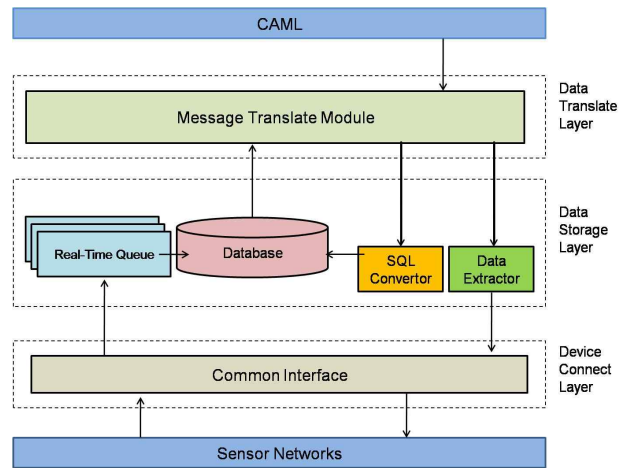 CAML
Data
Translate
Layer
Message Translate Module
Data
Storage
Layer
Real-Time Queue
Database
SQL
Convertor
Data
Extractor
Device
Connect
Layer
Common Interface
Sensor Networks